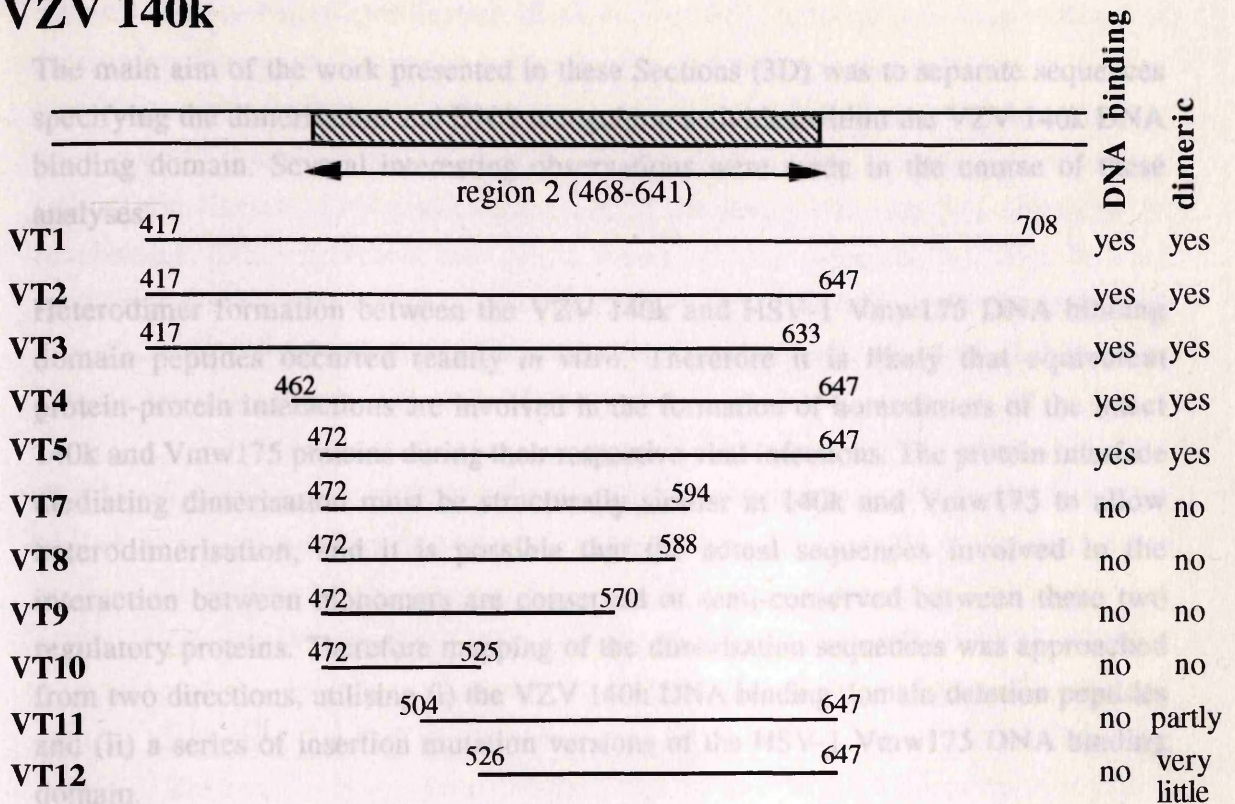 VZV 140k
DNA binding
dimeric
region 2 (468-641)
VT1 417 708 yes yes
VT2 417 647 yes yes
VT3 417 633 yes yes
VT4 462 647 yes yes
VT5 472 647 yes yes
VT7 472 594 no no
VT8 472 588 no no
VT9 472 570 no no
VT10 472 525 no no
VT11 504 647 no partly
VT12 526 647 no very
little
The main aim of the work presented in these Sections (3D) was to separate sequences
specifying the the VZV 140k DNA
binding domain. Several interesting observations were made in the course of these
analyses.
Heterodimer formation between the VZV 140k and HSV-1 Vmw175 DNA binding
domain peptides occurred readily in vitro. Therefore it is likely that equivalent
protein-protein interactions are involved in the formation of homodimers of the intact
140k and Vmw175 proteins during their respective viral infections. The protein interface
mediating dimerisation must be structurally similar in 140k and Vmw175 to allow
heterodimerisation, and it is possible that the actual sequences involved in the
interaction between monomers are conserved or semi-conserved between these two
regulatory proteins. Therefore mapping of the dimerisation sequences was approached
from two directions, utilising (i) the VZV 140k DNA binding domain deletion peptides
and (ii) a series of insertion mutation versions of the HSV-1 Vmw175 DNA binding
domain.